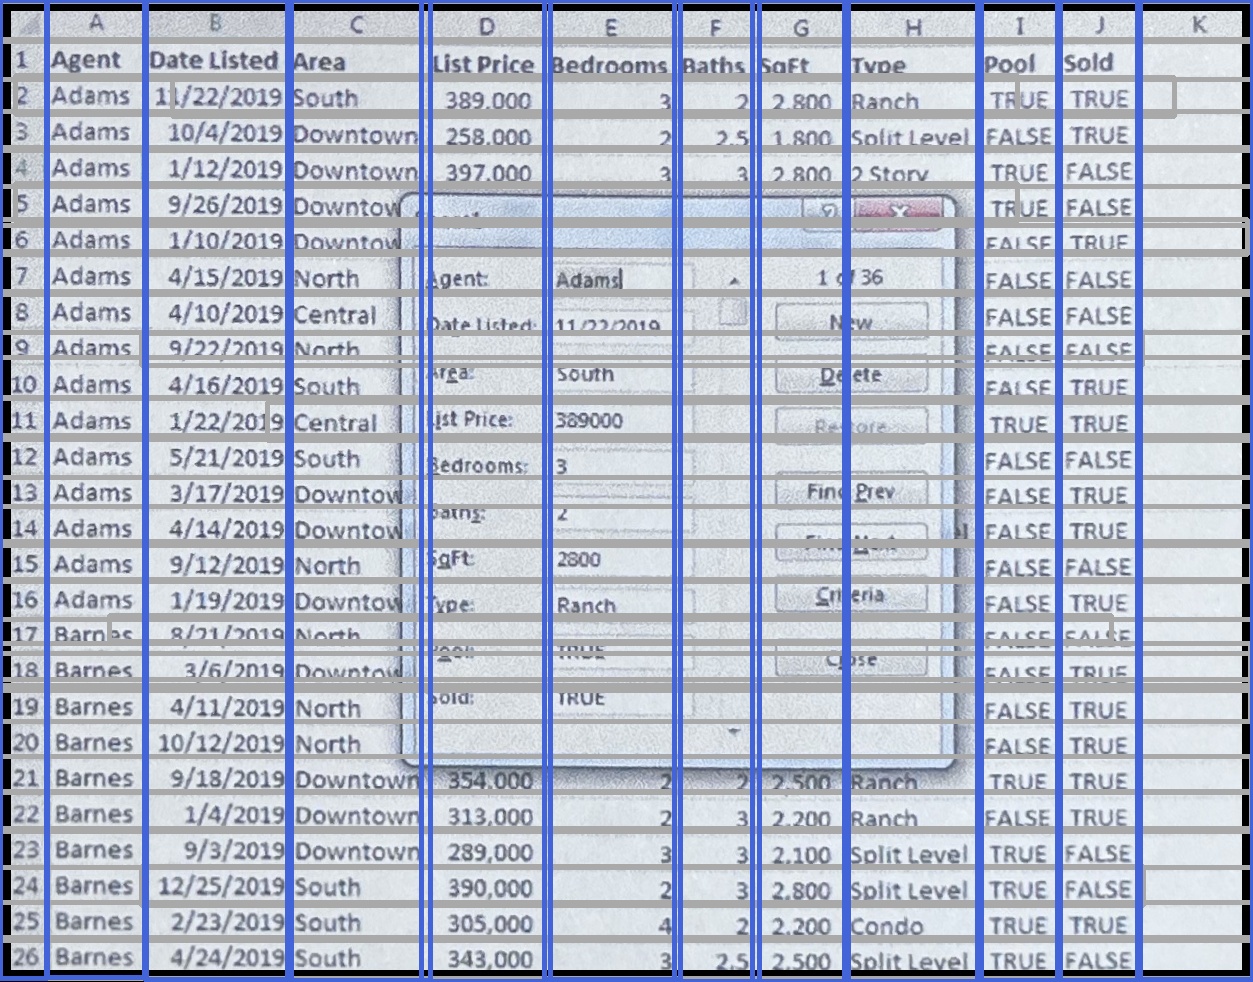 A B C D E F G H I J K
1 Agent Date Listed Area List Price Bedrooms Baths SqFt Type Pool Sold
2 Adams 11/22/2019 South 389.000 3 2 2.800 Ranch TRUE TRUE
3 Adams 10/4/2019 Downtown 258.000 2 2.5 1.800 Split Level FALSE TRUE
4 Adams 1/12/2019 Downtown 397.000 3 3 2.800 2 Story TRUE FALSE
5 Adams 9/26/2019 Downtow TRUE FALSE
6 Adams 1/10/2019 Downtow FALSE TRUE
7 Adams 4/15/2019 North FALSE FALSE
8 Adams 4/10/2019 Central FALSE FALSE
9 Adams 9/22/2019 North FALSE FALSE
10 Adams 4/16/2019 South FALSE TRUE
11 Adams 1/22/2019 Central TRUE TRUE
12 Adams 5/21/2019 South FALSE FALSE
13 Adams 3/17/2019 Downtow FALSE TRUE
14 Adams 4/14/2019 Downtow FALSE TRUE
15 Adams 9/12/2019 North FALSE FALSE
16 Adams 1/19/2019 Downtow FALSE TRUE
17 Barnes 8/21/2019 North FALSE FALSE
18 Barnes 3/6/2019 Downtow FALSE TRUE
19 Barnes 4/11/2019 North FALSE TRUE
20 Barnes 10/12/2019 North FALSE TRUE
21 Barnes 9/18/2019 Downtown 354.000 2 2 2.500 Ranch TRUE TRUE
22 Barnes 1/4/2019 Downtown 313,000 2 3 2.200 Ranch FALSE TRUE
23 Barnes 9/3/2019 Downtown 289,000 3 3 2.100 Split Level TRUE FALSE
24 Barnes 12/25/2019 South 390,000 2 3 2.800 Split Level TRUE FALSE
25 Barnes 2/23/2019 South 305,000 4 2 2.200 Condo TRUE TRUE
26 Barnes 4/24/2019 South 343,000 3 2.5 2,500 Split Level TRUE FALSE
Agent: Adams 1 of 36
Date Listed: 11/22/2019 New
Area: South Delete
List Price: 389000 Restore
Bedrooms: 3 Find Prev
Baths: 2 Find Next
SqFt: 2800
Type: Ranch Criteria
Pool: TRUE Close
Sold: TRUE